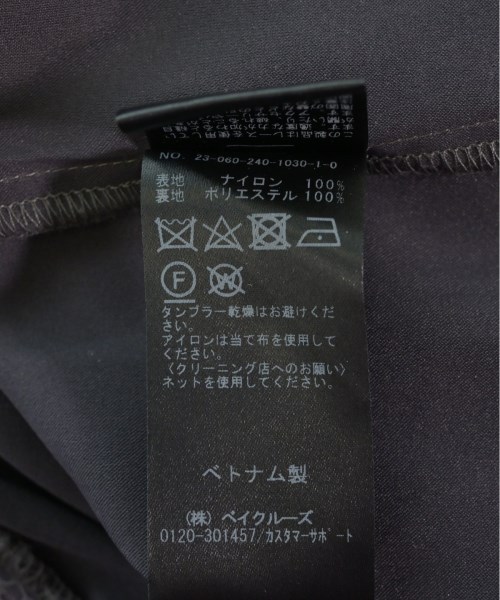 NO. 23-060-240-1030-1-0
表地 ナイロン 100%
裏地 ポリエステル 100%
F
W
タンブラー乾燥はお避けくだ
さい。
アイロンは当て布を使用して
ください。
〈クリーニング店へのお願い〉
ネットを使用してください。
ベトナム製
(株) ベイクルーズ
0120-301457/カスタマーサポート